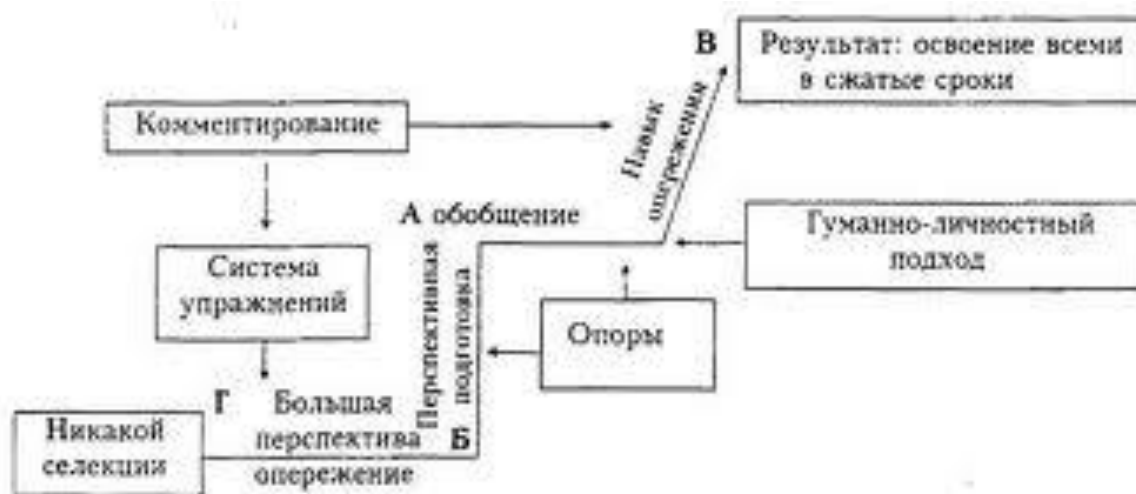 В
Результат: освоение всеми
в сжатые сроки
Комментирование
Навык
опережения
А обобщение
Гуманно-личностный
подход
Система
упражнений
Перспективная
подготовка
Опоры
Г
Большая
перспектива
опережение
Б
Никакой
селекции